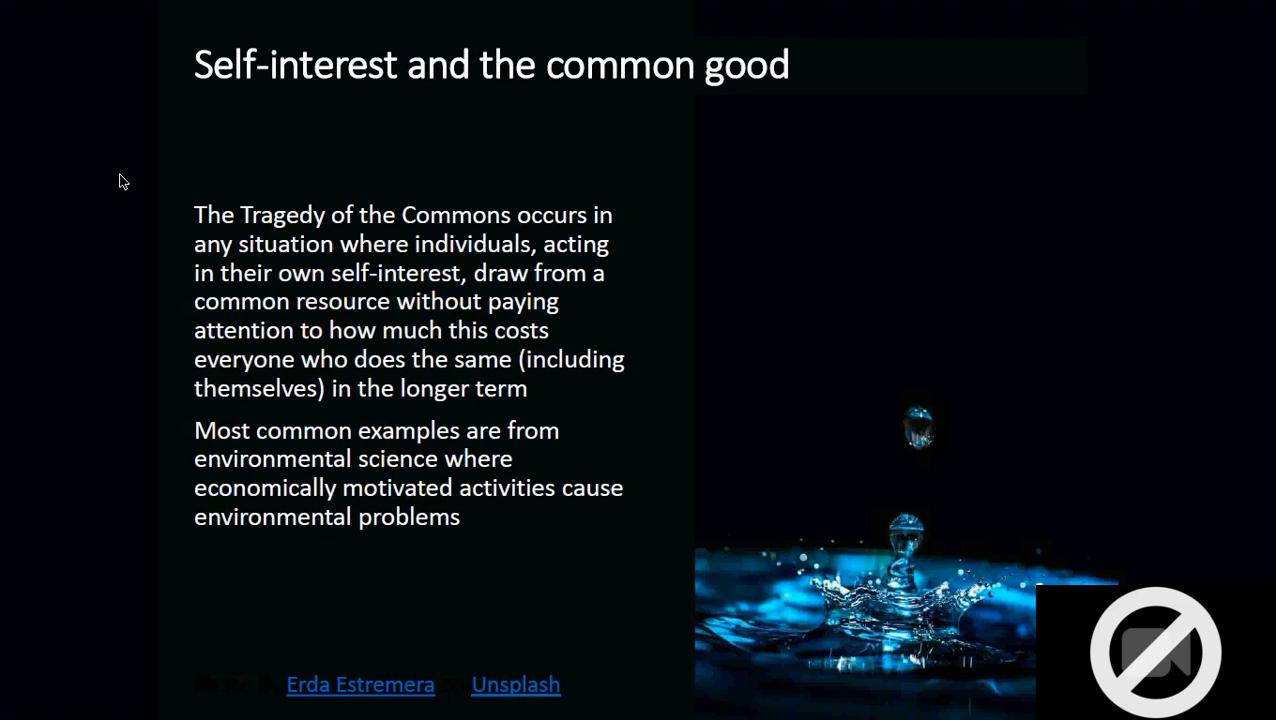 Self-interest and the common good
The Tragedy of the Commons occurs in
any situation where individuals, acting
in their own self-interest, draw from a
common resource without paying
attention to how much this costs
everyone who does the same (including
themselves) in the longer term
Most common examples are from
environmental science where
economically motivated activities cause
environmental problems
Erda Estremera Unsplash